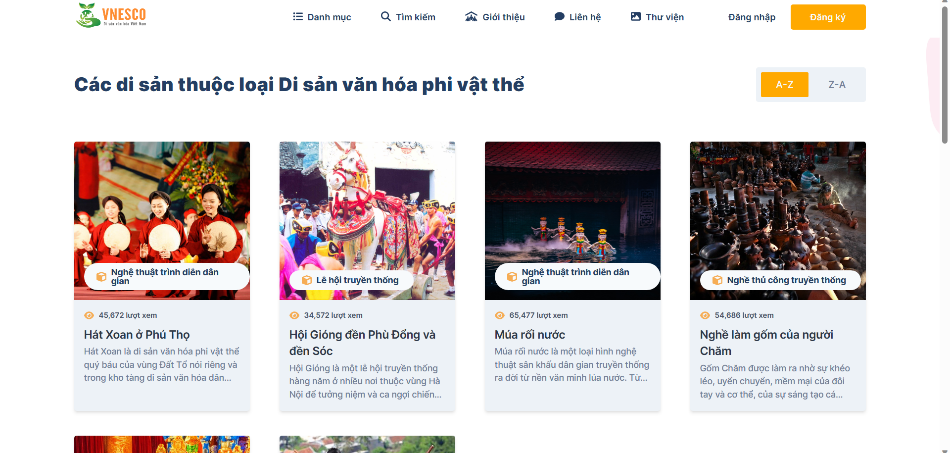 VNESCO
Di sản văn hóa Việt Nam
Danh mục
Tìm kiếm
Giới thiệu
Liên hệ
Thư viện
Đăng nhập
Đăng ký
Các di sản thuộc loại Di sản văn hóa phi vật thể
A-Z
Z-A
Nghệ thuật trình diễn dân
gian
45,672 lượt xem
Hát Xoan ở Phú Thọ
Hát Xoan là di sản văn hóa phi vật thể
quý báu của vùng Đất Tổ nói riêng và
trong kho tàng di sản văn hóa dân...
Lễ hội truyền thống
34,572 lượt xem
Hội Gióng đền Phù Đổng và
đền Sóc
Hội Gióng là một lễ hội truyền thống
hàng năm ở nhiều nơi thuộc vùng Hà
Nội để tưởng niệm và ca ngợi chiến...
Nghệ thuật trình diễn dân
gian
65,477 lượt xem
Múa rối nước
Múa rối nước là một loại hình nghệ
thuật sân khấu dân gian truyền thống
ra đời từ nền văn minh lúa nước. Từ...
Nghề thủ công truyền thống
54,686 lượt xem
Nghề làm gốm của người
Chăm
Gốm Chăm được làm ra nhờ sự khéo
léo, uyển chuyển, mềm mại của đôi
tay và cơ thể, của sự sáng tạo cá...